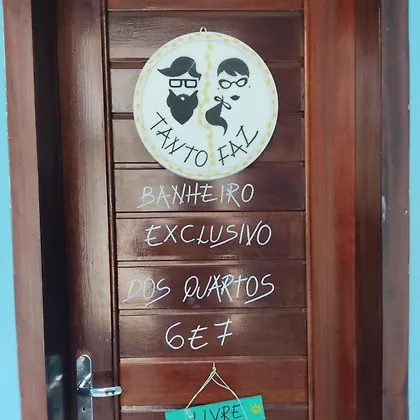 TANTO FAZ
BANHEIRO
EXCLUSIVO
DOS QUARTOS
6 E 7
LIVRE